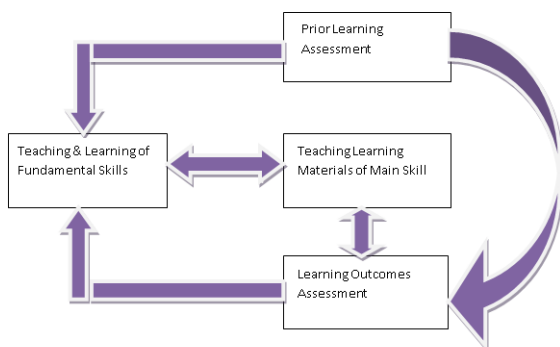 Prior Learning
Assessment
Teaching & Learning of
Fundamental Skills
Teaching Learning
Materials of Main Skill
Learning Outcomes
Assessment